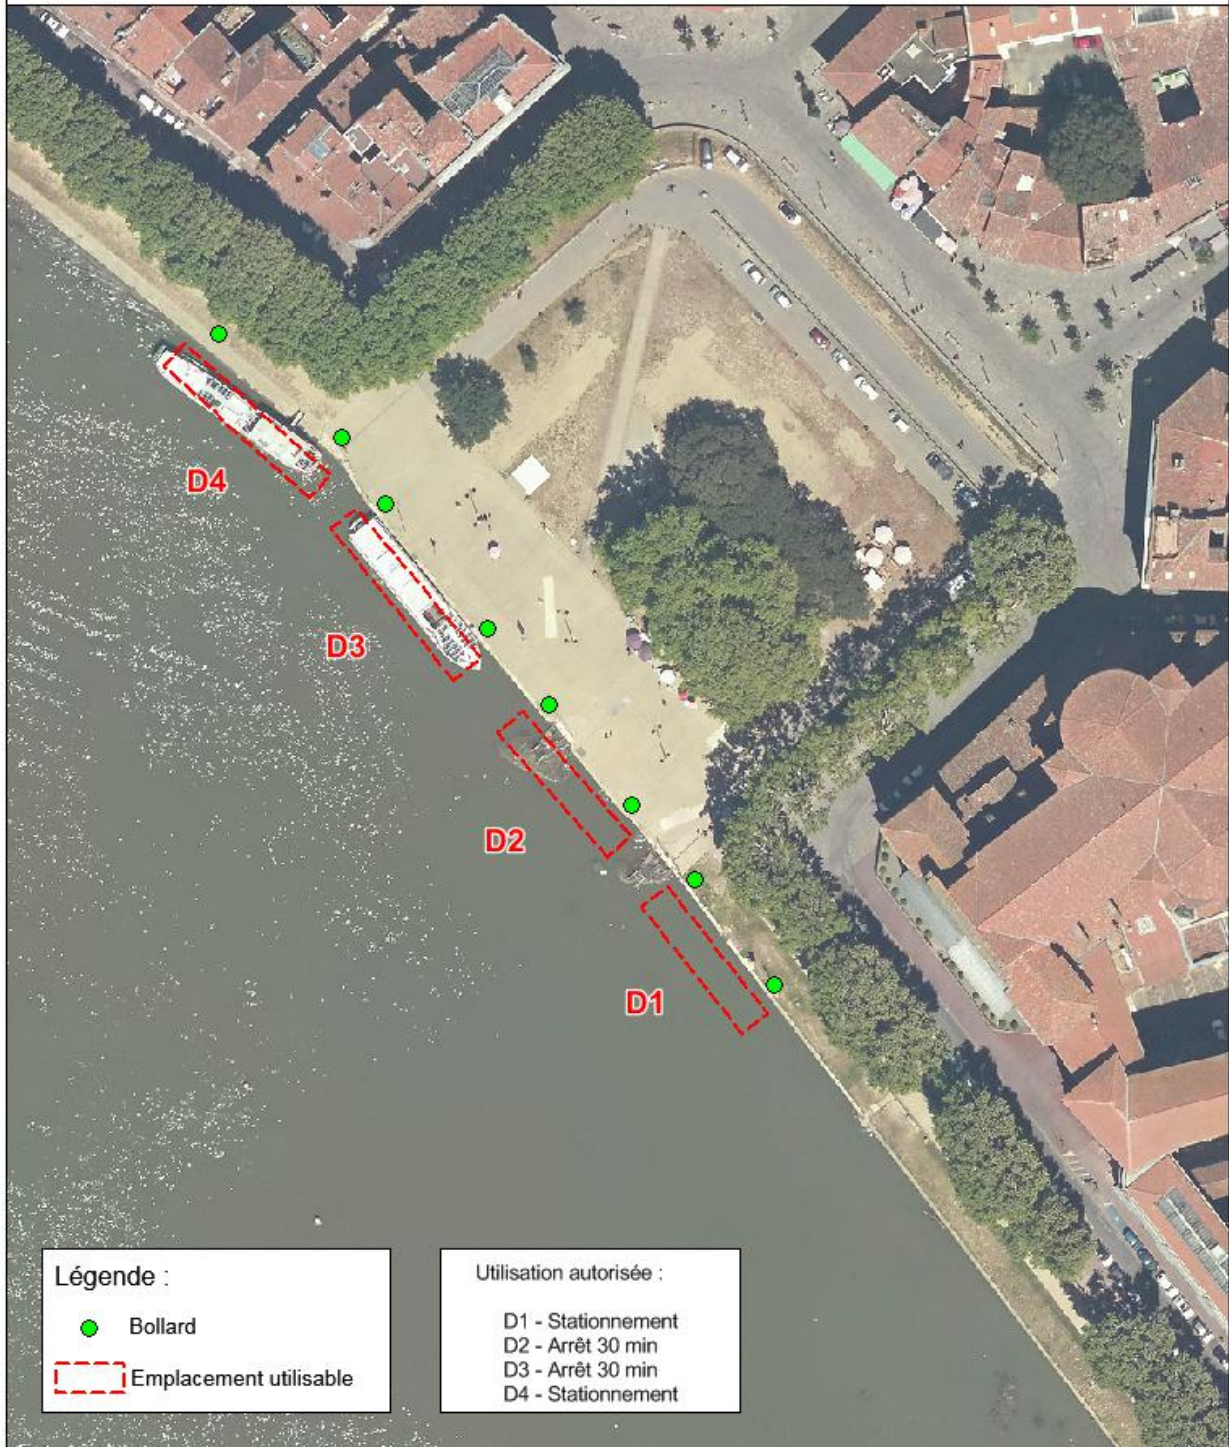 D4
D3
D2
D1
Légende :
Bollard
Emplacement utilisable
Utilisation autorisée :
D1 - Stationnement
D2 - Arrêt 30 min
D3 - Arrêt 30 min
D4 - Stationnement